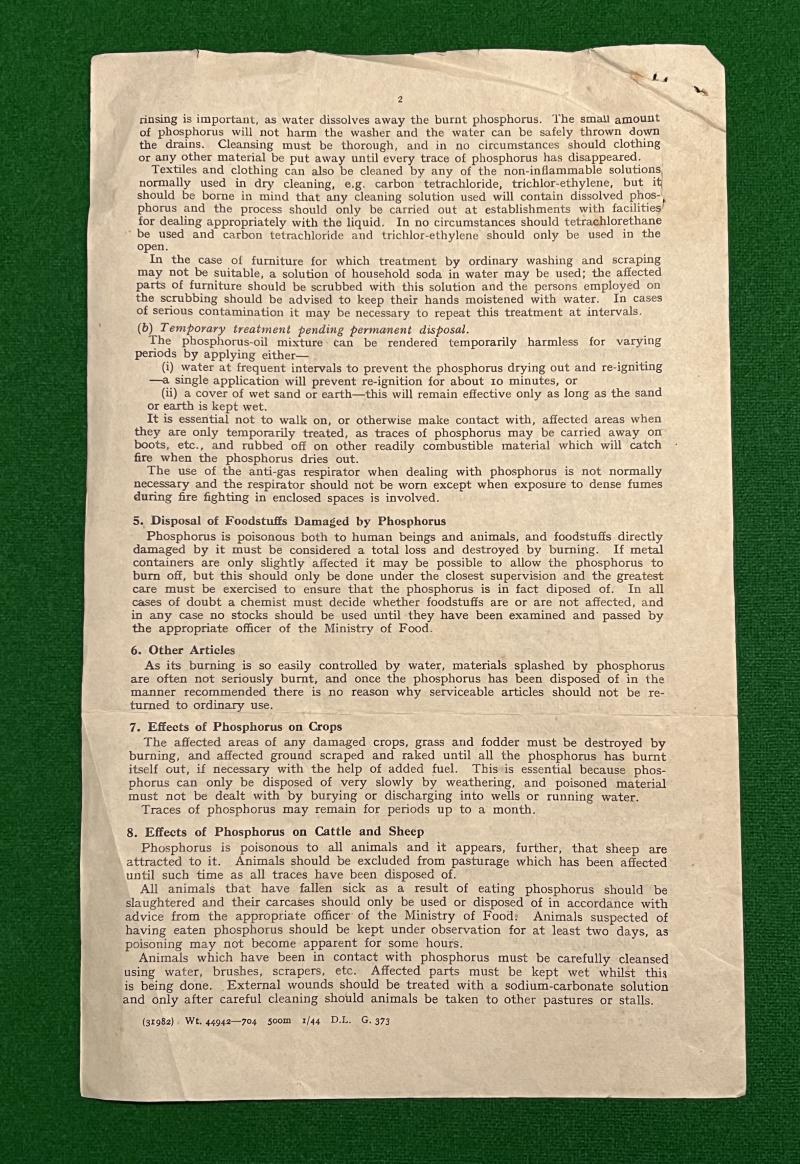 2
rinsing is important, as water dissolves away the burnt phosphorus. The small amount
of phosphorus will not harm the washer and the water can be safely thrown down
the drains. Cleansing must be thorough, and in no circumstances should clothing
or any other material be put away until every trace of phosphorus has disappeared.
Textiles and clothing can also be cleaned by any of the non-inflammable solutions
normally used in dry cleaning, e.g. carbon tetrachloride, trichlor-ethylene, but it
should be borne in mind that any cleaning solution used will contain dissolved phos-
phorus and the process should only be carried out at establishments with facilities
for dealing appropriately with the liquid. In no circumstances should tetrachlorethane
be used and carbon tetrachloride and trichlor-ethylene should only be used in the
open.
In the case of furniture for which treatment by ordinary washing and scraping
may not be suitable, a solution of household soda in water may be used; the affected
parts of furniture should be scrubbed with this solution and the persons employed on
the scrubbing should be advised to keep their hands moistened with water. In cases
of serious contamination it may be necessary to repeat this treatment at intervals.
(b) Temporary treatment pending permanent disposal.
The phosphorus-oil mixture can be rendered temporarily harmless for varying
periods by applying either—
(i) water at frequent intervals to prevent the phosphorus drying out and re-igniting
—a single application will prevent re-ignition for about 10 minutes, or
(ii) a cover of wet sand or earth—this will remain effective only as long as the sand
or earth is kept wet.
It is essential not to walk on, or otherwise make contact with, affected areas when
they are only temporarily treated, as traces of phosphorus may be carried away on
boots, etc., and rubbed off on other readily combustible material which will catch
fire when the phosphorus dries out.
The use of the anti-gas respirator when dealing with phosphorus is not normally
necessary and the respirator should not be worn except when exposure to dense fumes
during fire fighting in enclosed spaces is involved.
5. Disposal of Foodstuffs Damaged by Phosphorus
Phosphorus is poisonous both to human beings and animals, and foodstuffs directly
damaged by it must be considered a total loss and destroyed by burning. If metal
containers are only slightly affected it may be possible to allow the phosphorus to
burn off, but this should only be done under the closest supervision and the greatest
care must be exercised to ensure that the phosphorus is in fact diposed of. In all
cases of doubt a chemist must decide whether foodstuffs are or are not affected, and
in any case no stocks should be used until they have been examined and passed by
the appropriate officer of the Ministry of Food.
6. Other Articles
As its burning is so easily controlled by water, materials splashed by phosphorus
are often not seriously burnt, and once the phosphorus has been disposed of in the
manner recommended there is no reason why serviceable articles should not be re-
turned to ordinary use.
7. Effects of Phosphorus on Crops
The affected areas of any damaged crops, grass and fodder must be destroyed by
burning, and affected ground scraped and raked until all the phosphorus has burnt
itself out, if necessary with the help of added fuel. This is essential because phos-
phorus can only be disposed of very slowly by weathering, and poisoned material
must not be dealt with by burying or discharging into wells or running water.
Traces of phosphorus may remain for periods up to a month.
8. Effects of Phosphorus on Cattle and Sheep
Phosphorus is poisonous to all animals and it appears, further, that sheep are
attracted to it. Animals should be excluded from pasturage which has been affected
until such time as all traces have been disposed of.
All animals that have fallen sick as a result of eating phosphorus should be
slaughtered and their carcases should only be used or disposed of in accordance with
advice from the appropriate officer of the Ministry of Food. Animals suspected of
having eaten phosphorus should be kept under observation for at least two days, as
poisoning may not become apparent for some hours.
Animals which have been in contact with phosphorus must be carefully cleansed
using water, brushes, scrapers, etc. Affected parts must be kept wet whilst this
is being done. External wounds should be treated with a sodium-carbonate solution
and only after careful cleaning should animals be taken to other pastures or stalls.
(31982) Wt. 44942—704 500m 1/44 D.L. G. 373